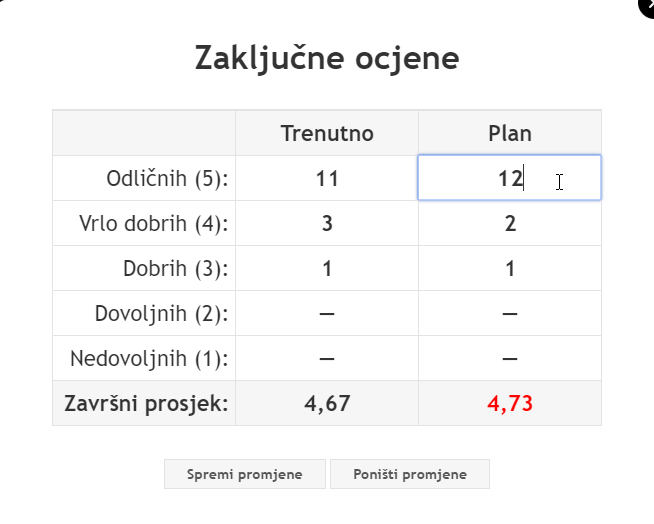 Zaključne ocjene
Trenutno Plan
Odličnih (5): 11 12
Vrlo dobrih (4): 3 2
Dobrih (3): 1 1
Dovoljnih (2): — —
Nedovoljnih (1): — —
Završni prosjek: 4,67 4,73
Spremi promjene Poništi promjene